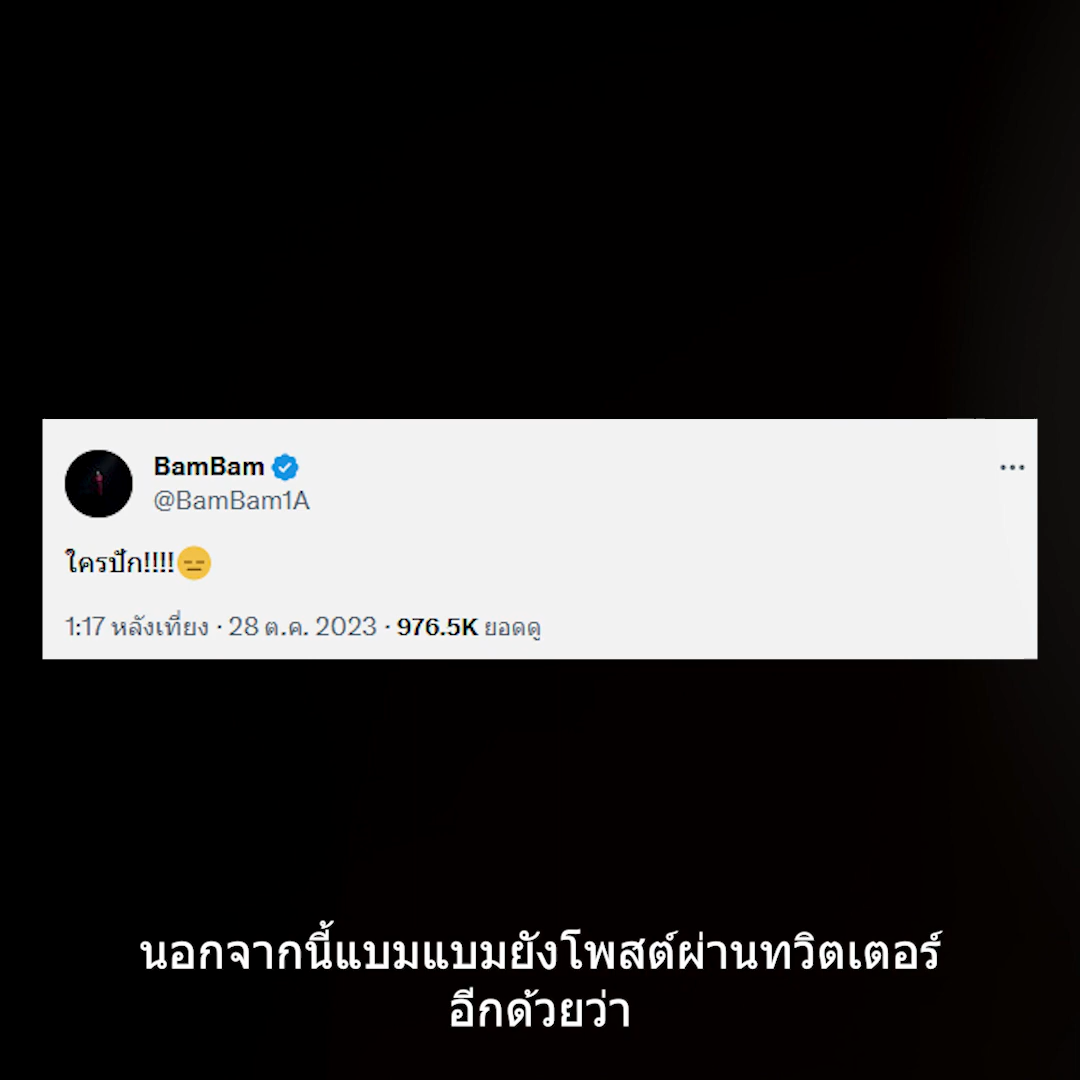 BamBam
@BamBam1A
ใครปัก!!!!😑
1:17 หลังเที่ยง · 28 ต.ค. 2023 · 976.5K ยอดดู
นอกจากนี้แบมแบมยังโพสต์ผ่านทวิตเตอร์
อีกด้วยว่า